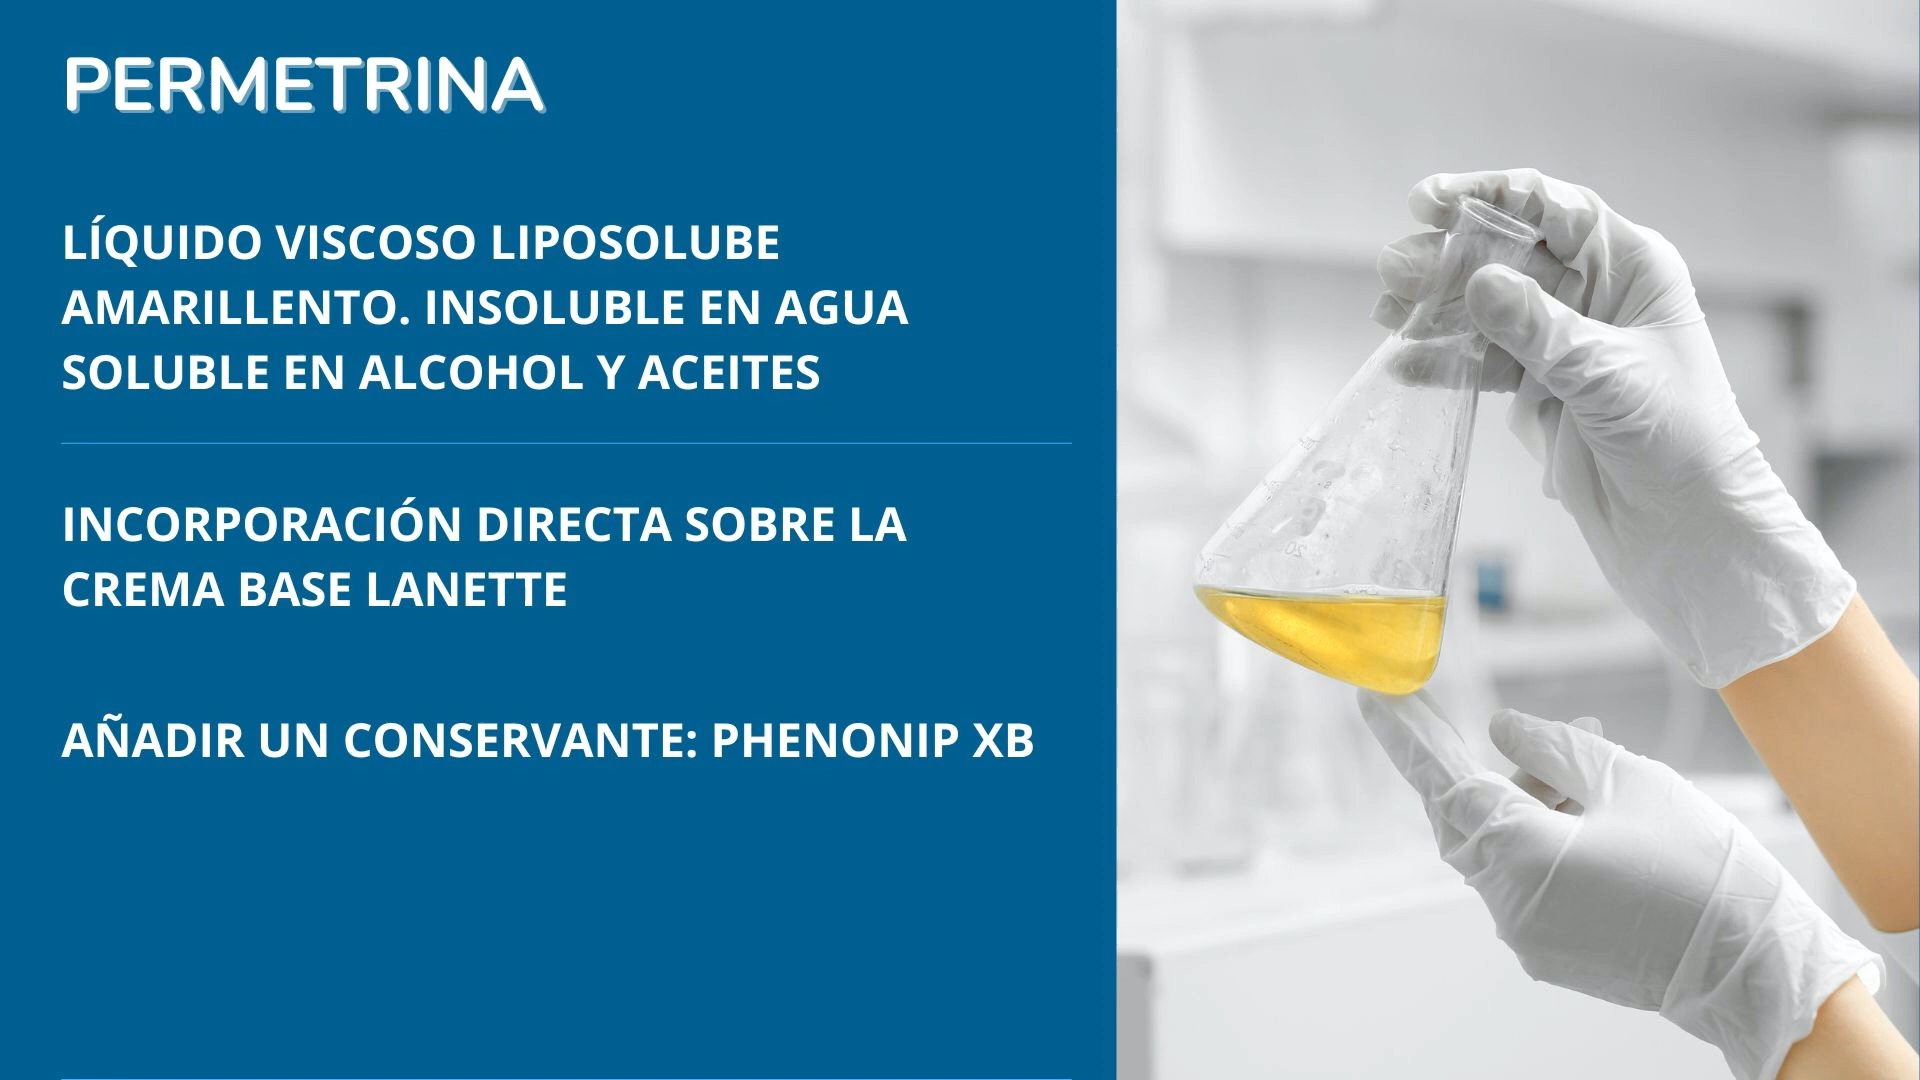 PERMETRINA
LÍQUIDO VISCOSO LIPOSOLUBE
AMARILLENTO. INSOLUBLE EN AGUA
SOLUBLE EN ALCOHOL Y ACEITES
INCORPORACIÓN DIRECTA SOBRE LA
CREMA BASE LANETTE
AÑADIR UN CONSERVANTE: PHENONIP XB